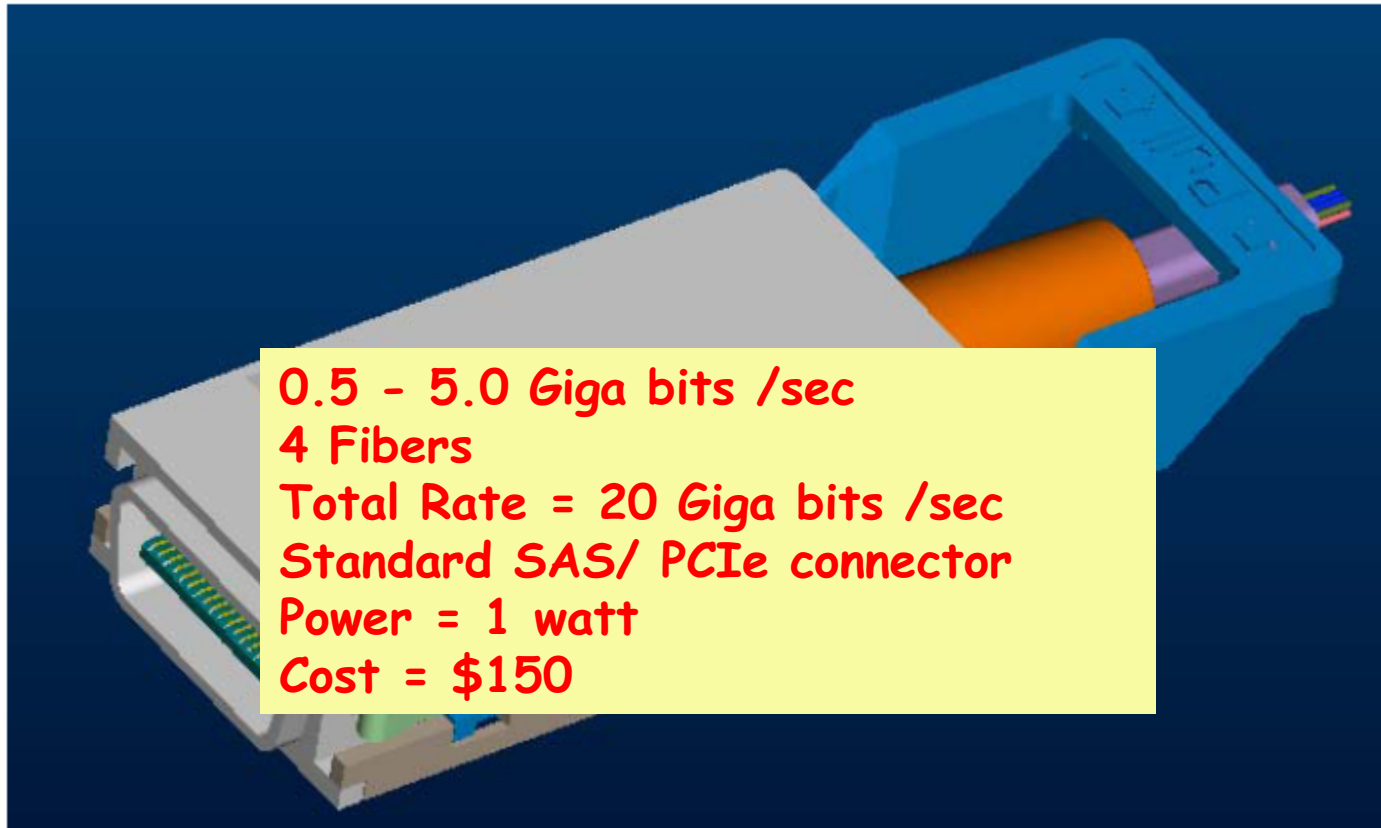 0.5 - 5.0 Giga bits /sec
4 Fibers
Total Rate = 20 Giga bits /sec
Standard SAS/ PCIe connector
Power = 1 watt
Cost = $150